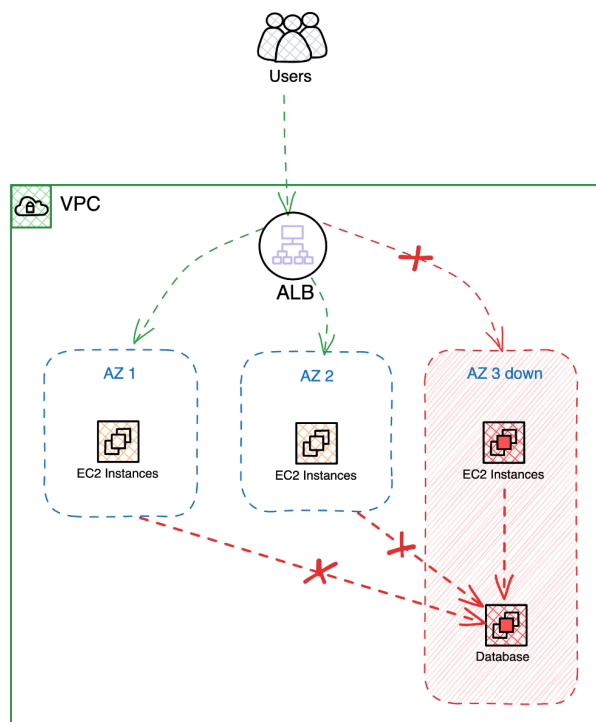 Users
VPC
ALB
AZ 1
AZ 2
AZ 3 down
EC2 Instances
EC2 Instances
EC2 Instances
Database